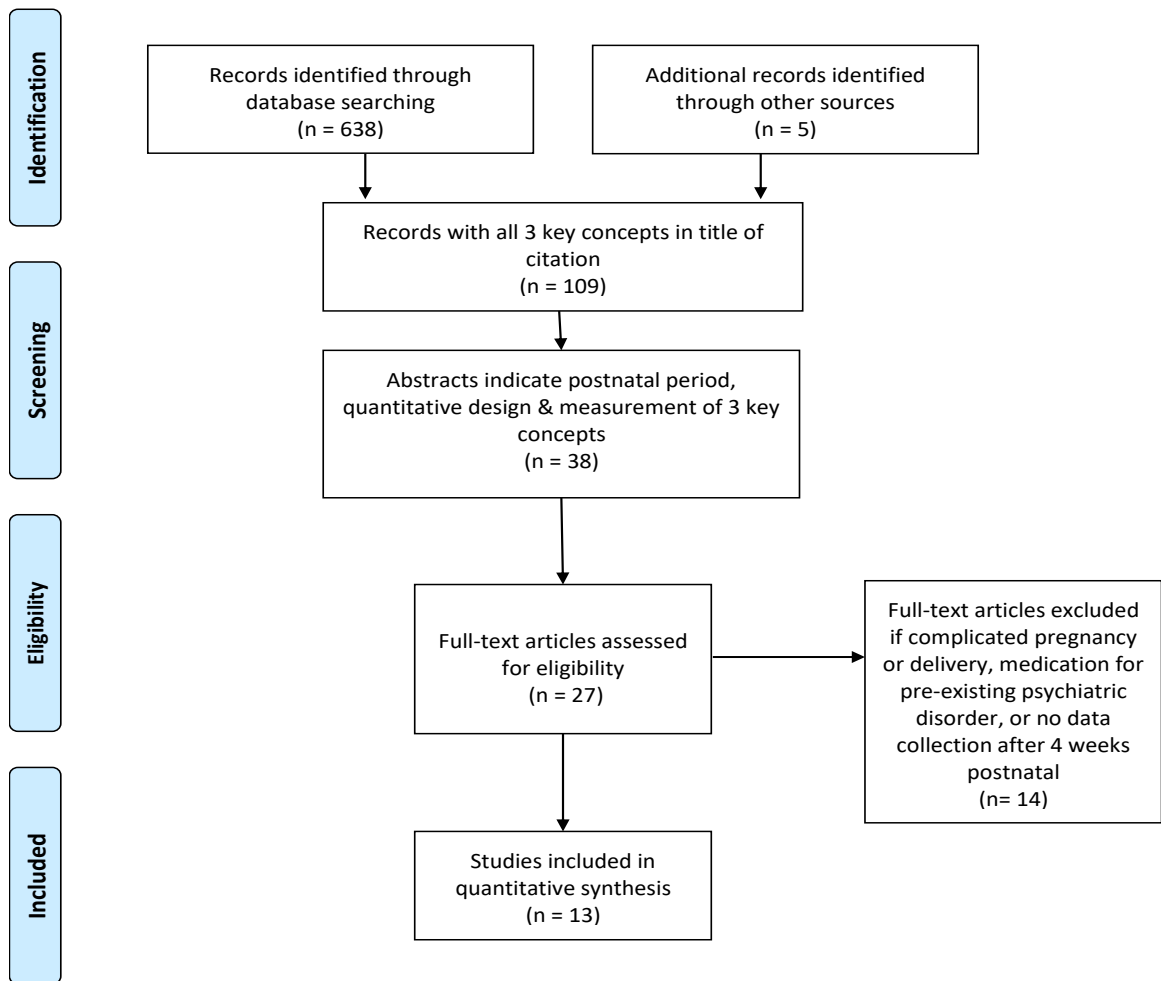 Identification
Records identified through
database searching
(n = 638)
Additional records identified
through other sources
(n = 5)
Records with all 3 key concepts in title of
citation
(n = 109)
Screening
Abstracts indicate postnatal period,
quantitative design & measurement of 3 key
concepts
(n = 38)
Eligibility
Full-text articles assessed
for eligibility
(n = 27)
Full-text articles excluded
if complicated pregnancy
or delivery, medication for
pre-existing psychiatric
disorder, or no data
collection after 4 weeks
postnatal
(n= 14)
Included
Studies included in
quantitative synthesis
(n = 13)